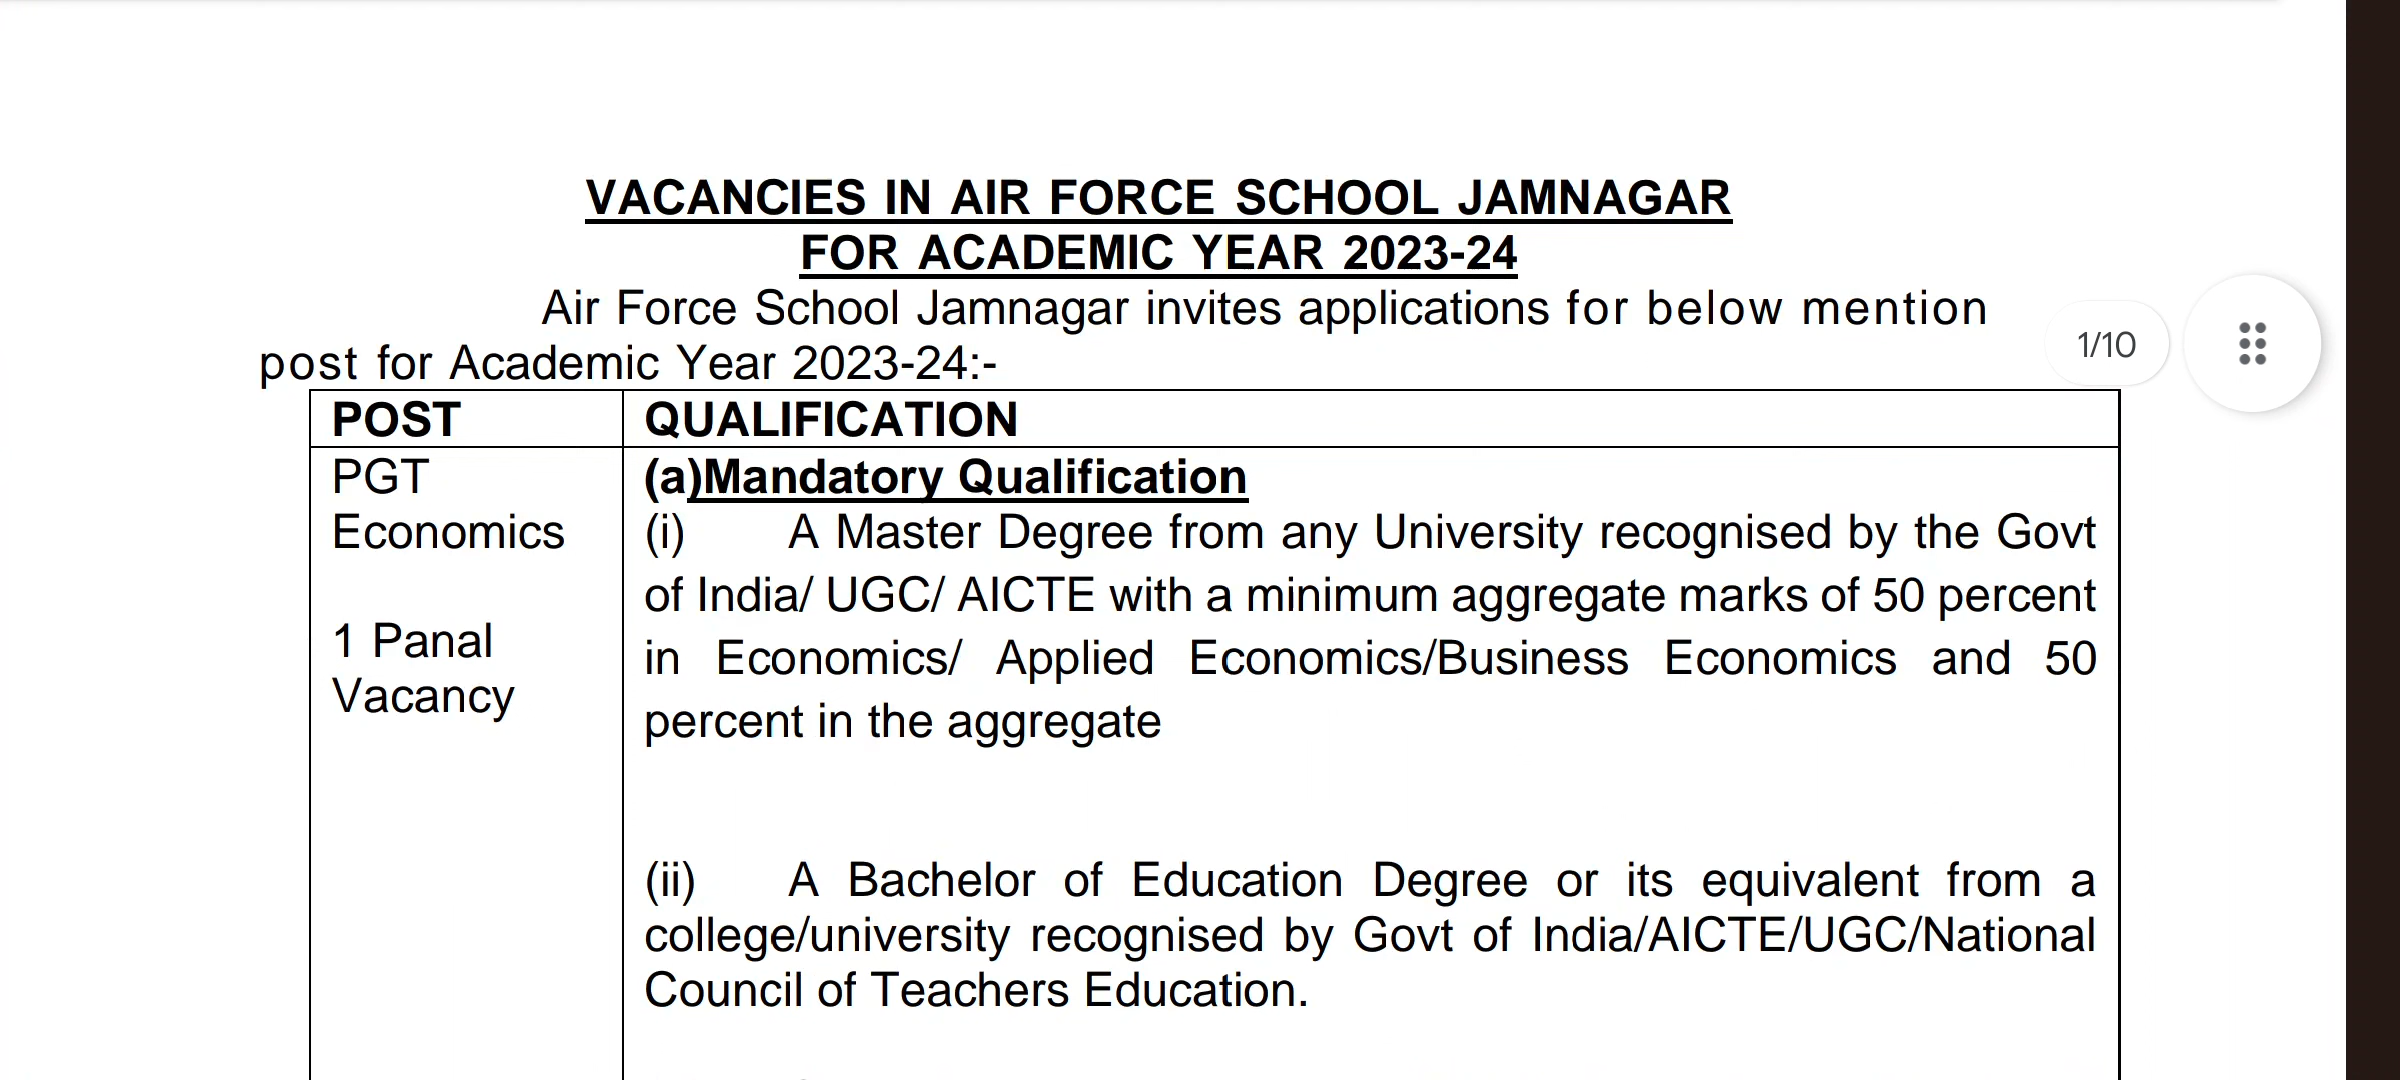 VACANCIES IN AIR FORCE SCHOOL JAMNAGAR
FOR ACADEMIC YEAR 2023-24
Air Force School Jamnagar invites applications for below mention
post for Academic Year 2023-24:-
1/10
POST
QUALIFICATION
PGT
Economics
1 Panal
Vacancy
(a)Mandatory Qualification
(i) A Master Degree from any University recognised by the Govt
of India/ UGC/ AICTE with a minimum aggregate marks of 50 percent
in Economics/ Applied Economics/Business Economics and 50
percent in the aggregate
(ii) A Bachelor of Education Degree or its equivalent from a
college/university recognised by Govt of India/AICTE/UGC/National
Council of Teachers Education.